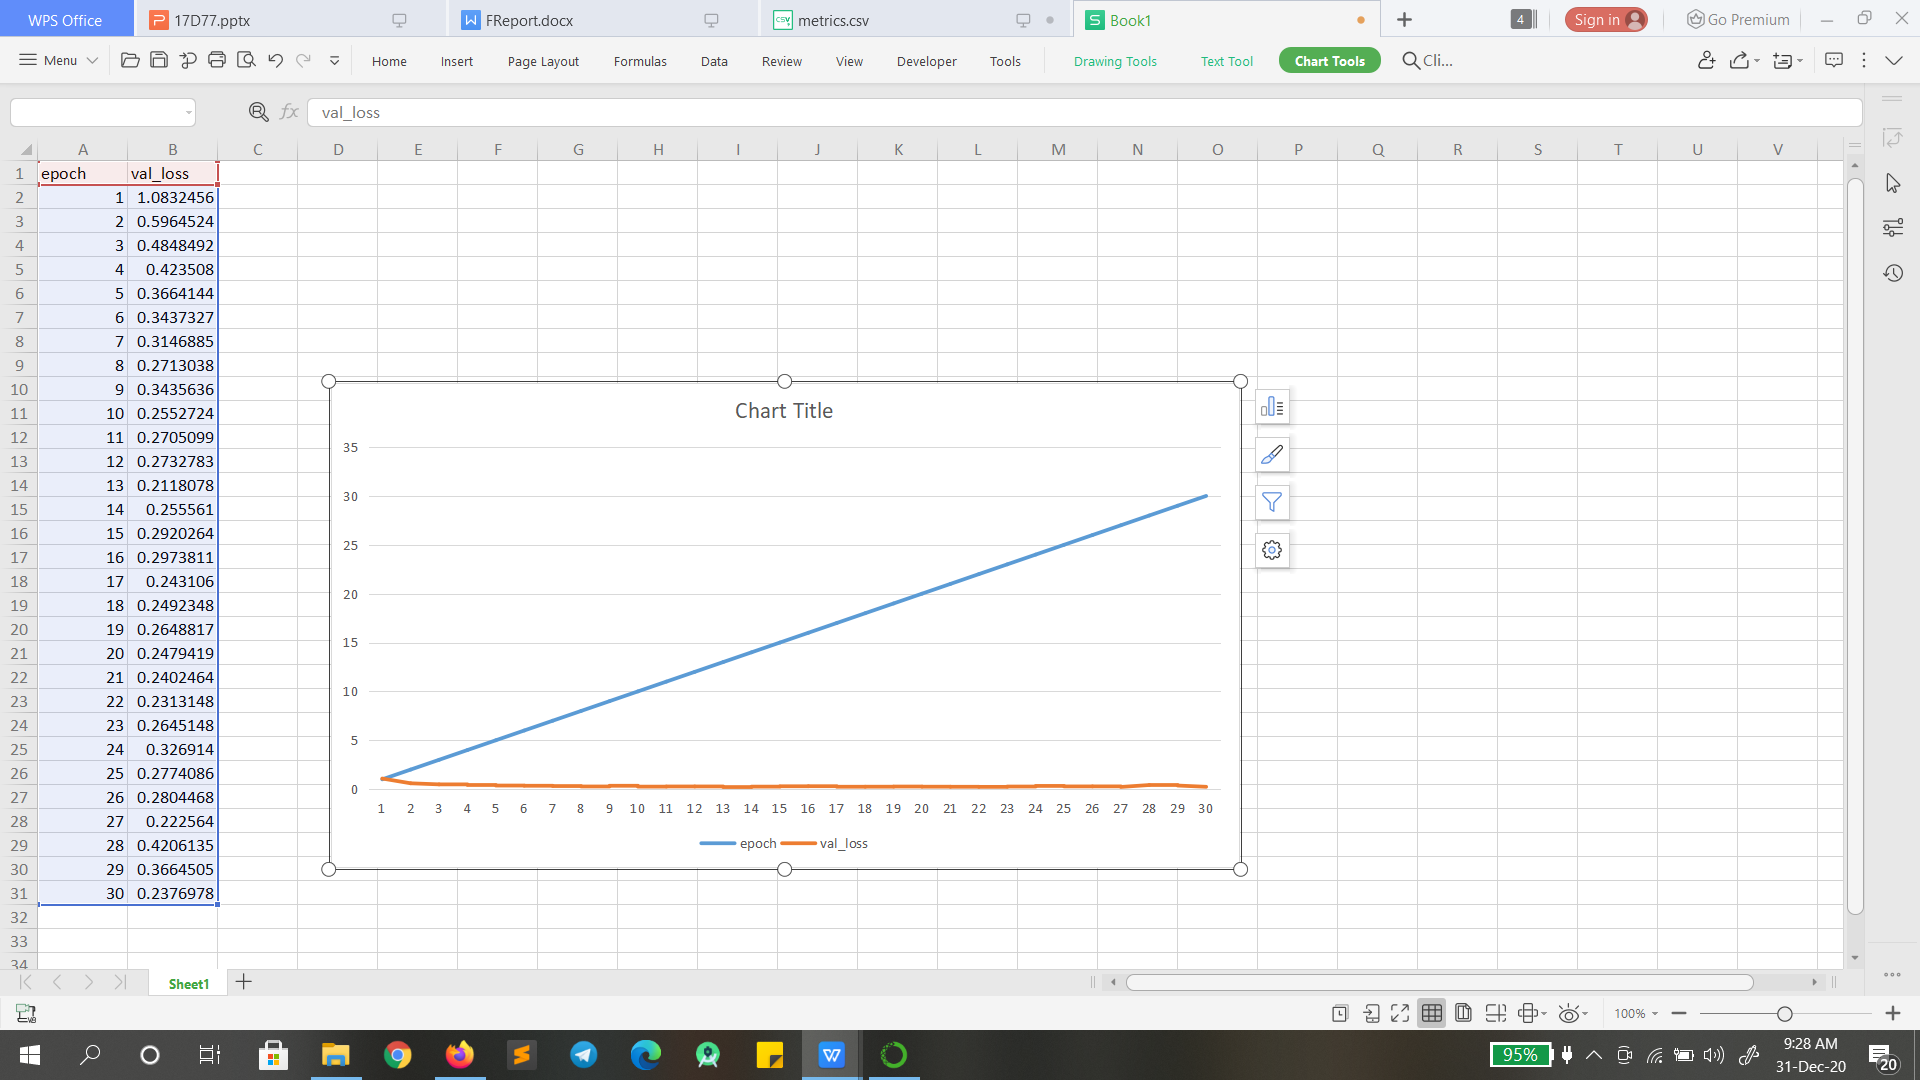 WPS Office 17D77.pptx FReport.docx metrics.csv Book1 4 Sign in Go Premium
Menu Home Insert Page Layout Formulas Data Review View Developer Tools Drawing Tools Text Tool Chart Tools Cli...
fx val_loss
A B C D E F G H I J K L M N O P Q R S T U V
1 epoch val_loss
2 1 1.0832456
3 2 0.5964524
4 3 0.4848492
5 4 0.423508
6 5 0.3664144
7 6 0.3437327
8 7 0.3146885
9 8 0.2713038
10 9 0.3435636
11 10 0.2552724
12 11 0.2705099
13 12 0.2732783
14 13 0.2118078
15 14 0.255561
16 15 0.2920264
17 16 0.2973811
18 17 0.243106
19 18 0.2492348
20 19 0.2648817
21 20 0.2479419
22 21 0.2402464
23 22 0.2313148
24 23 0.2645148
25 24 0.326914
26 25 0.2774086
27 26 0.2804468
28 27 0.222564
29 28 0.4206135
30 29 0.3664505
31 30 0.2376978
32
33
34
Chart Title
35
30
25
20
15
10
5
0
1 2 3 4 5 6 7 8 9 10 11 12 13 14 15 16 17 18 19 20 21 22 23 24 25 26 27 28 29 30
epoch val_loss
Sheet1
100%
95% 9:28 AM
31-Dec-20 20